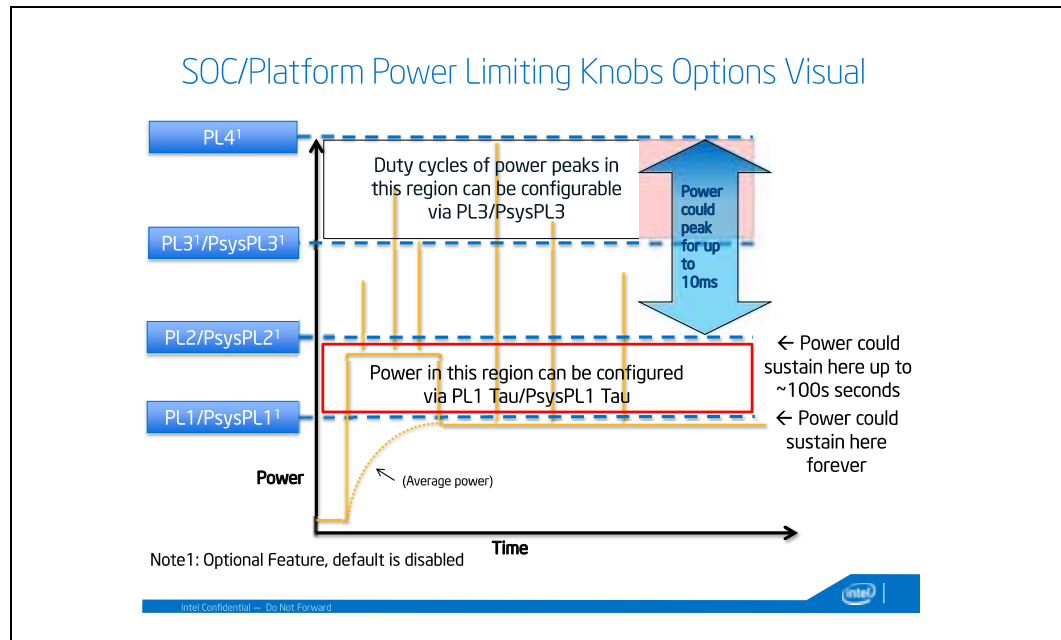 SOC/Platform Power Limiting Knobs Options Visual
PL4¹
Duty cycles of power peaks in
this region can be configurable
via PL3/PsysPL3
Power
could
peak
for up
to
10ms
PL3¹/PsysPL3¹
PL2/PsysPL2¹
← Power could
sustain here up to
~100s seconds
Power in this region can be configured
via PL1 Tau/PsysPL1 Tau
PL1/PsysPL1¹
← Power could
sustain here
forever
Power
(Average power)
Time
Note1: Optional Feature, default is disabled
Intel Confidential — Do Not Forward
intel